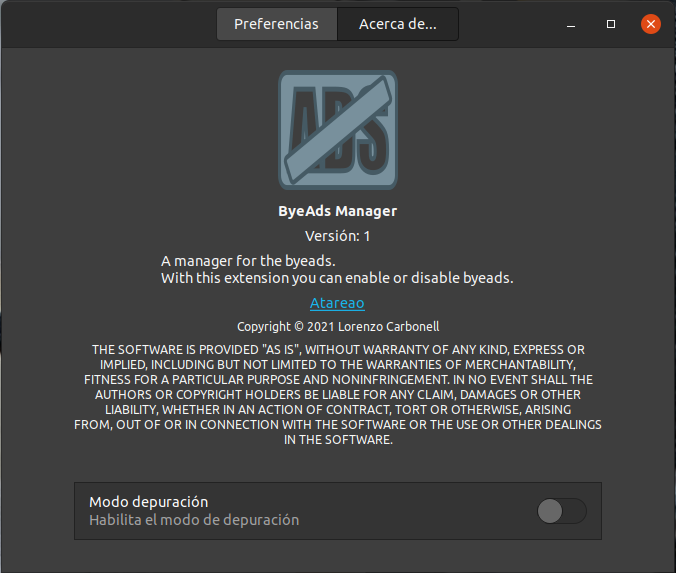 Preferencias
Acerca de...
ADS
ByeAds Manager
Versión: 1
A manager for the byeads.
With this extension you can enable or disable byeads.
Atareao
Copyright © 2021 Lorenzo Carbonell
THE SOFTWARE IS PROVIDED "AS IS", WITHOUT WARRANTY OF ANY KIND, EXPRESS OR
IMPLIED, INCLUDING BUT NOT LIMITED TO THE WARRANTIES OF MERCHANTABILITY,
FITNESS FOR A PARTICULAR PURPOSE AND NONINFRINGEMENT. IN NO EVENT SHALL THE
AUTHORS OR COPYRIGHT HOLDERS BE LIABLE FOR ANY CLAIM, DAMAGES OR OTHER
LIABILITY, WHETHER IN AN ACTION OF CONTRACT, TORT OR OTHERWISE, ARISING
FROM, OUT OF OR IN CONNECTION WITH THE SOFTWARE OR THE USE OR OTHER DEALINGS
IN THE SOFTWARE.
Modo depuración
Habilita el modo de depuración